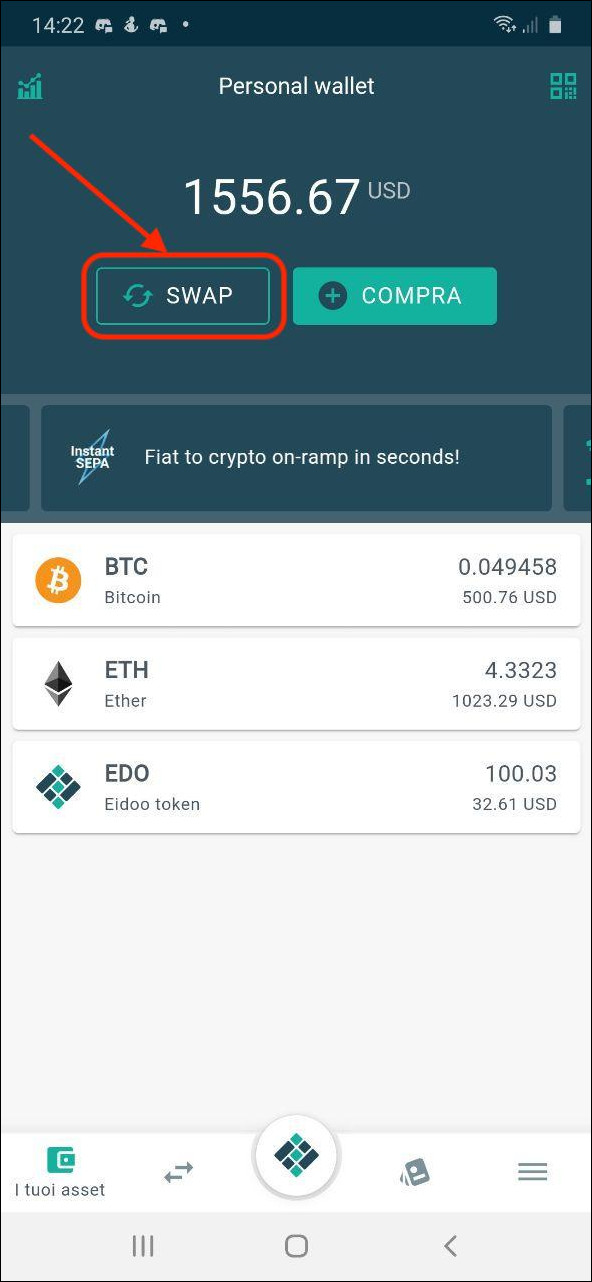 14:22
Personal wallet
1556.67 USD
SWAP
COMPRA
Instant
SEPA
Fiat to crypto on-ramp in seconds!
BTC
0.049458
Bitcoin
500.76 USD
ETH
4.3323
Ether
1023.29 USD
EDO
100.03
Eidoo token
32.61 USD
I tuoi asset